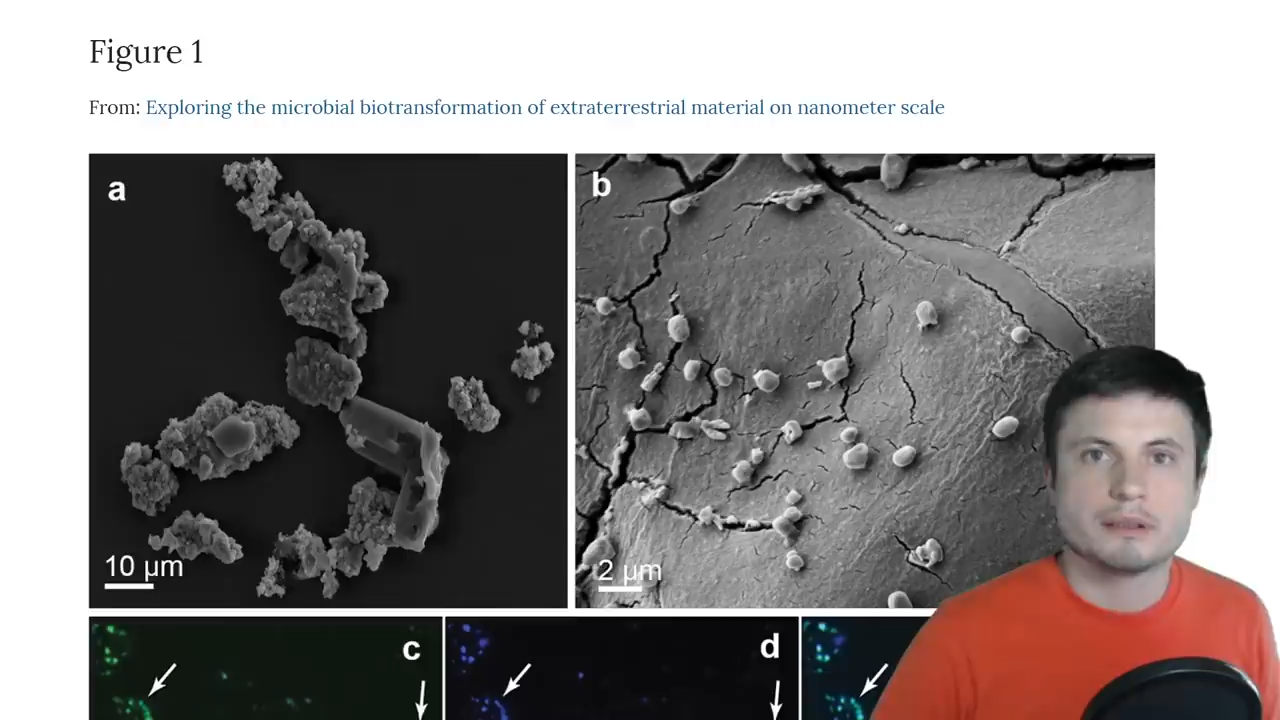 Figure 1
From: Exploring the microbial biotransformation of extraterrestrial material on nanometer scale
a
b
10 µm
2 µm
c
d